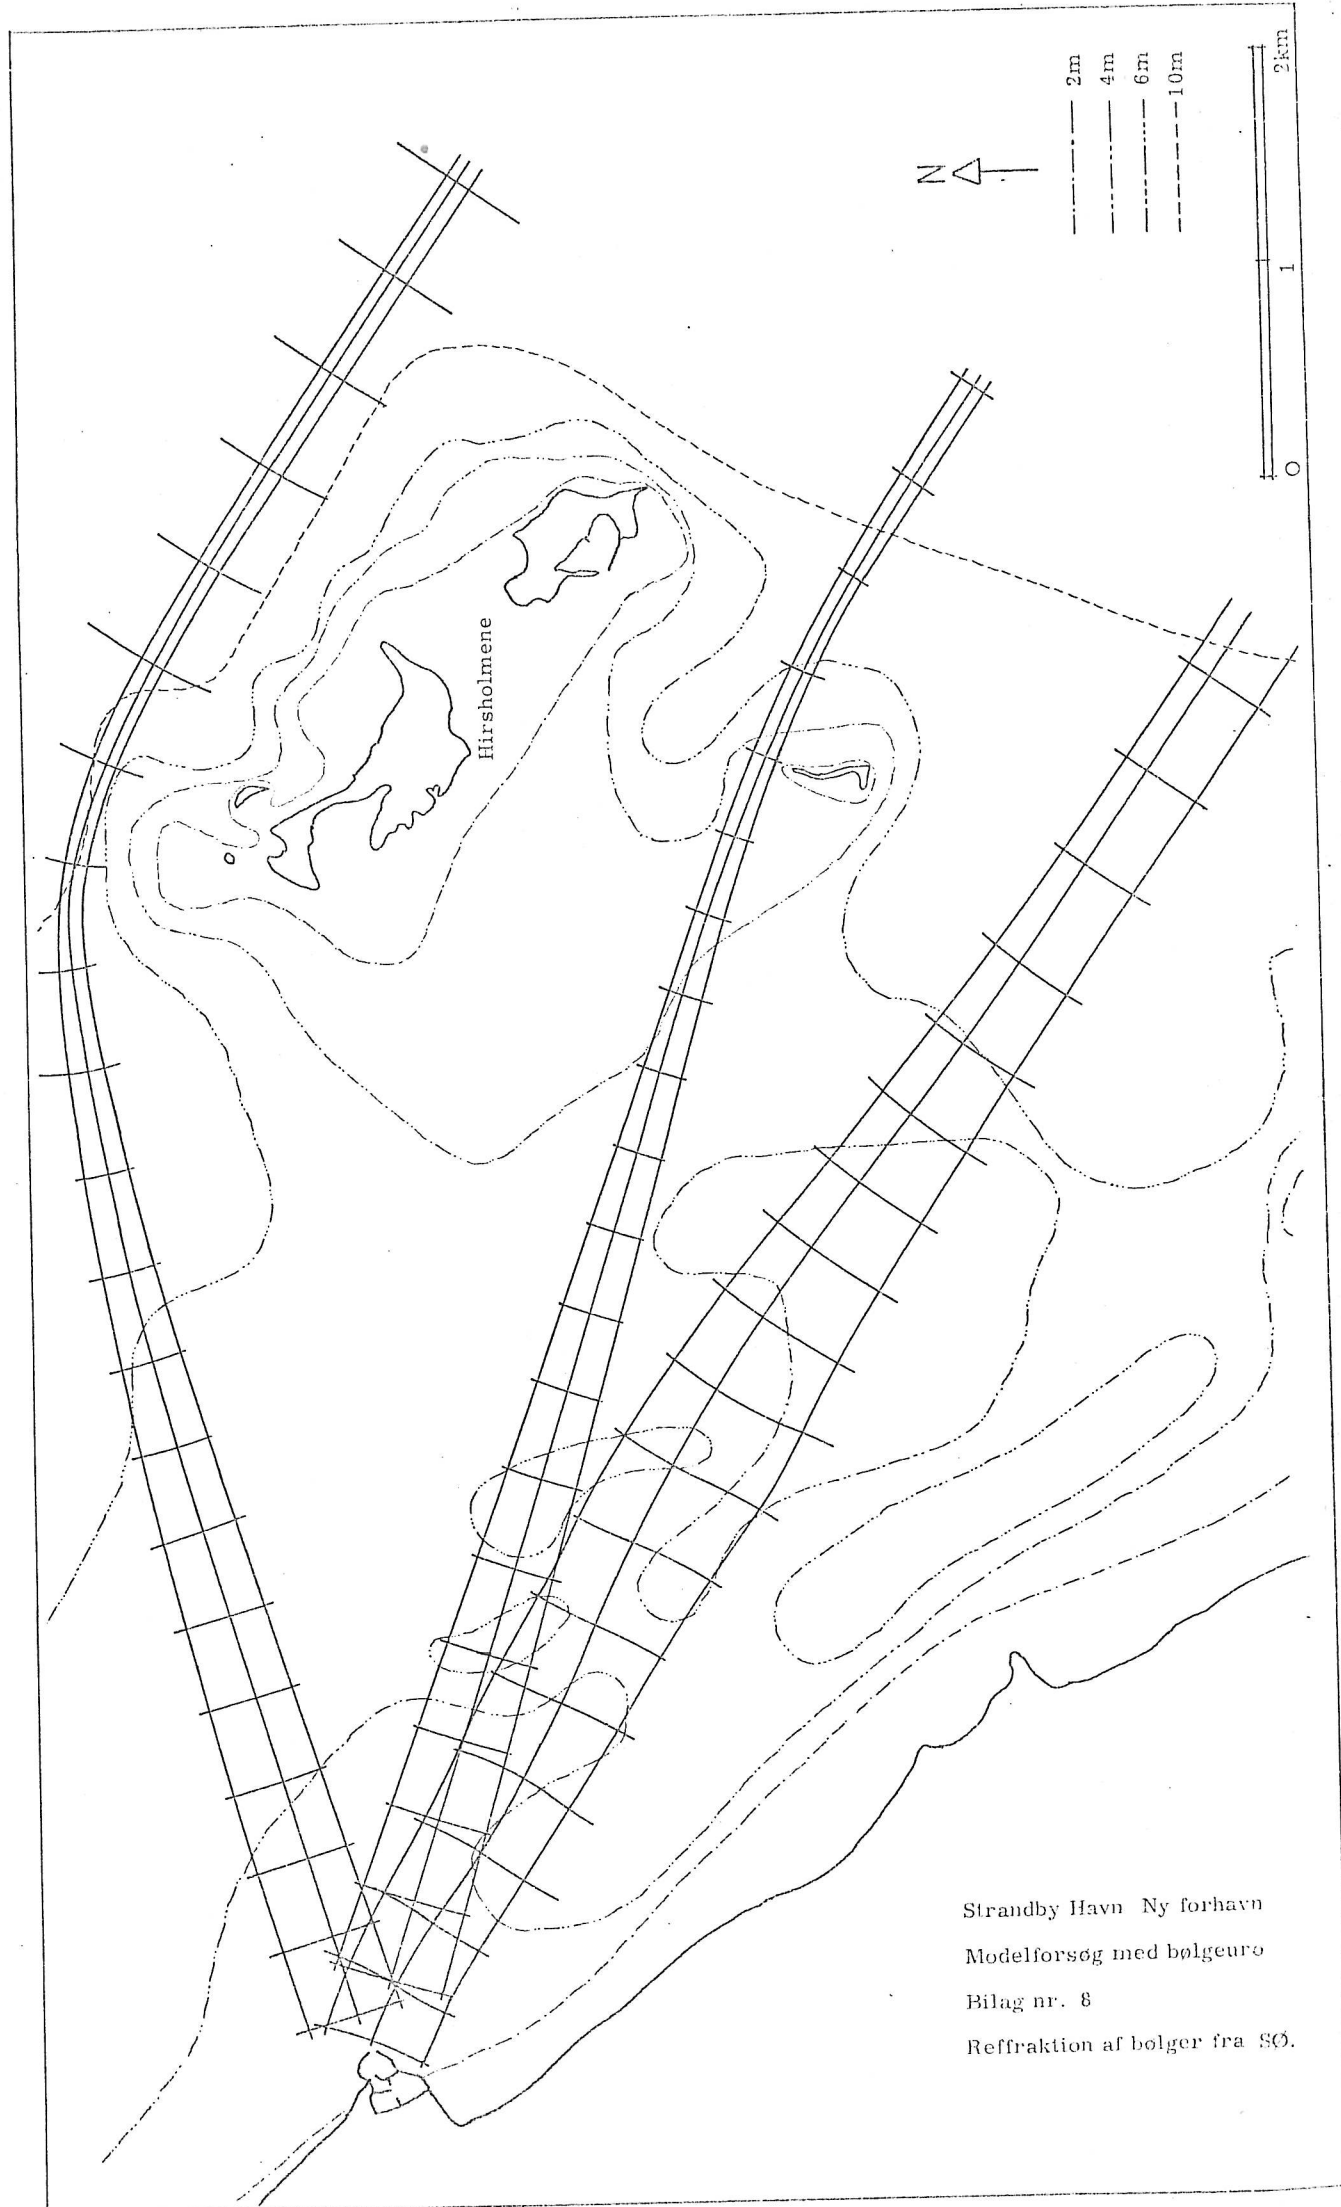 2m
4m
6m
10m
N
0 1 2km
Hirsholmene
Strandby Havn Ny forhavn
Modelforsøg med bølgeuro
Bilag nr. 8
Reffraktion af bølger fra SØ.